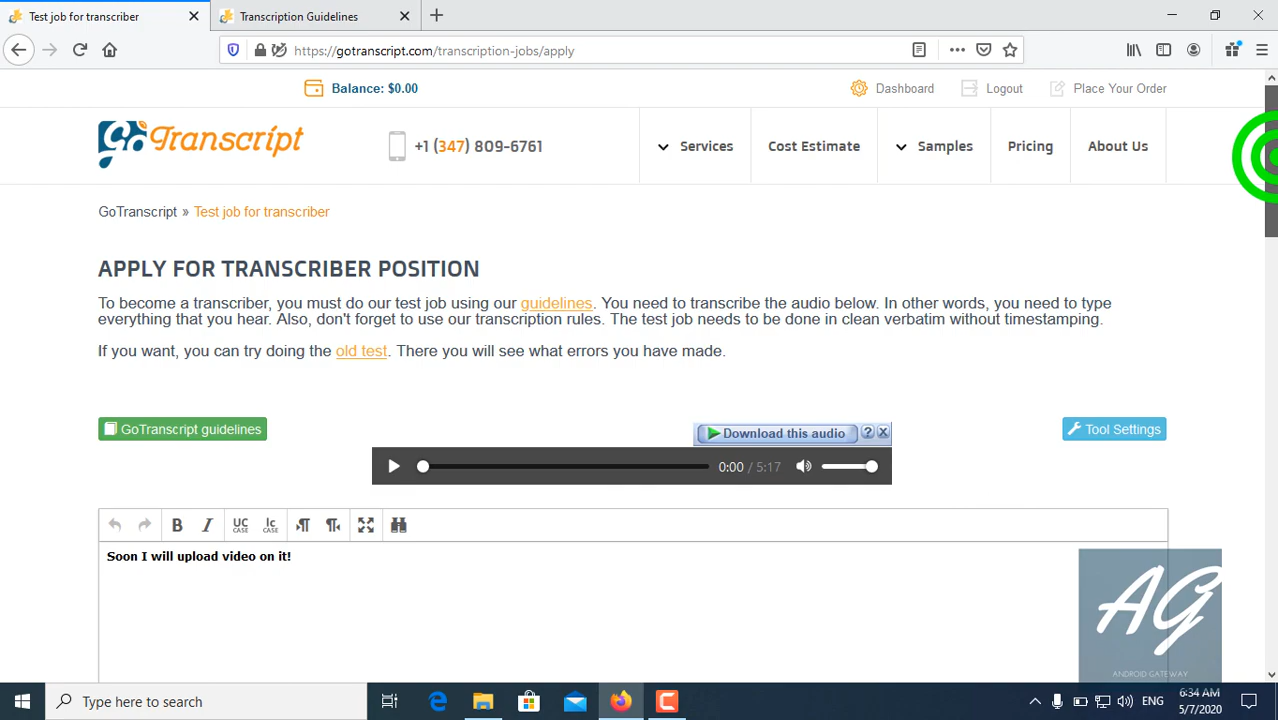 Test job for transcriber
Transcription Guidelines
https://gotranscript.com/transcription-jobs/apply
Balance: $0.00
Dashboard
Logout
Place Your Order
GoTranscript
+1 (347) 809-6761
Services
Cost Estimate
Samples
Pricing
About Us
GoTranscript » Test job for transcriber
APPLY FOR TRANSCRIBER POSITION
To become a transcriber, you must do our test job using our guidelines. You need to transcribe the audio below. In other words, you need to type
everything that you hear. Also, don't forget to use our transcription rules. The test job needs to be done in clean verbatim without timestamping.
If you want, you can try doing the old test. There you will see what errors you have made.
GoTranscript guidelines
Download this audio ? X
Tool Settings
0:00 / 5:17
B I UC CASE lc CASE
Soon I will upload video on it!
AG
ANDROID GATEWAY
Type here to search
ENG
6:34 AM
5/7/2020